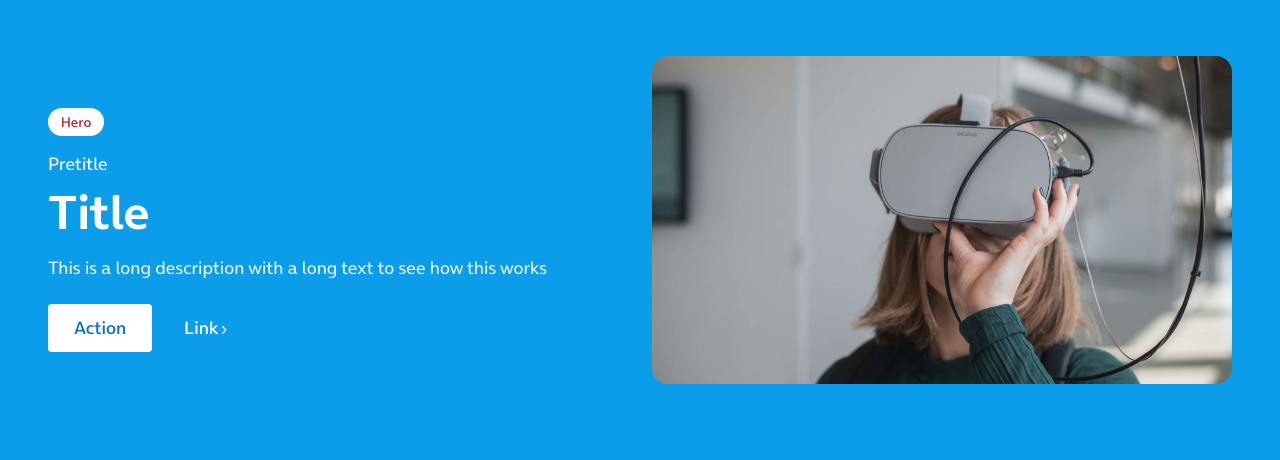 Hero
Pretitle
Title
This is a long description with a long text to see how this works
Action
Link ›
oculus